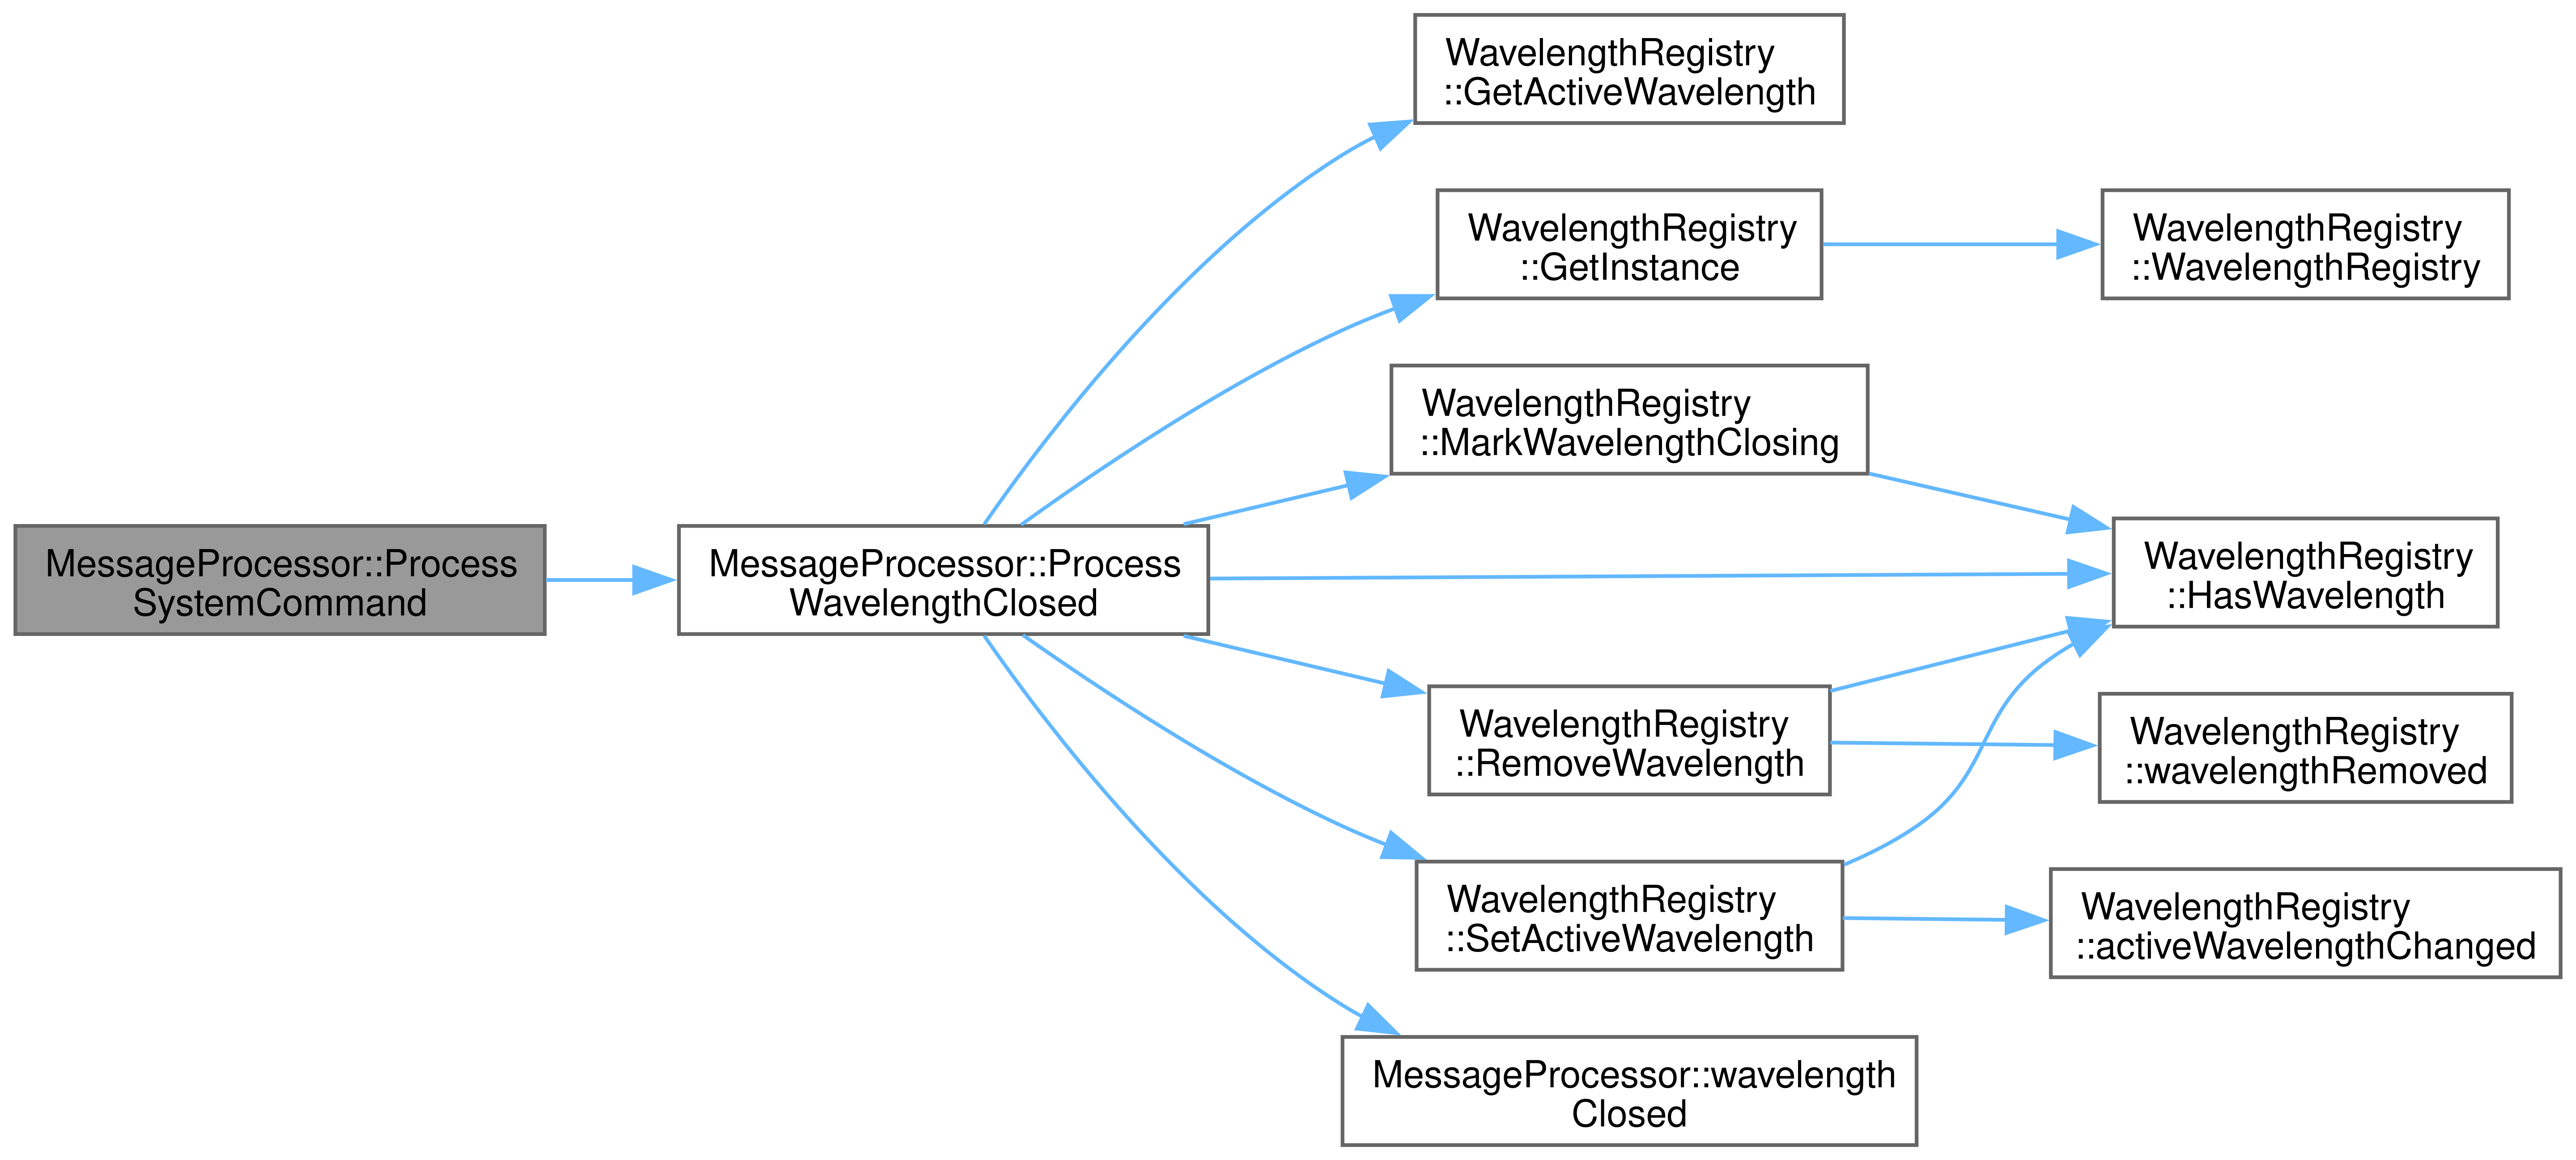 MessageProcessor::Process
SystemCommand
MessageProcessor::Process
WavelengthClosed
WavelengthRegistry
::GetActiveWavelength
WavelengthRegistry
::GetInstance
WavelengthRegistry
::WavelengthRegistry
WavelengthRegistry
::MarkWavelengthClosing
WavelengthRegistry
::HasWavelength
WavelengthRegistry
::RemoveWavelength
WavelengthRegistry
::wavelengthRemoved
WavelengthRegistry
::SetActiveWavelength
WavelengthRegistry
::activeWavelengthChanged
MessageProcessor::wavelength
Closed